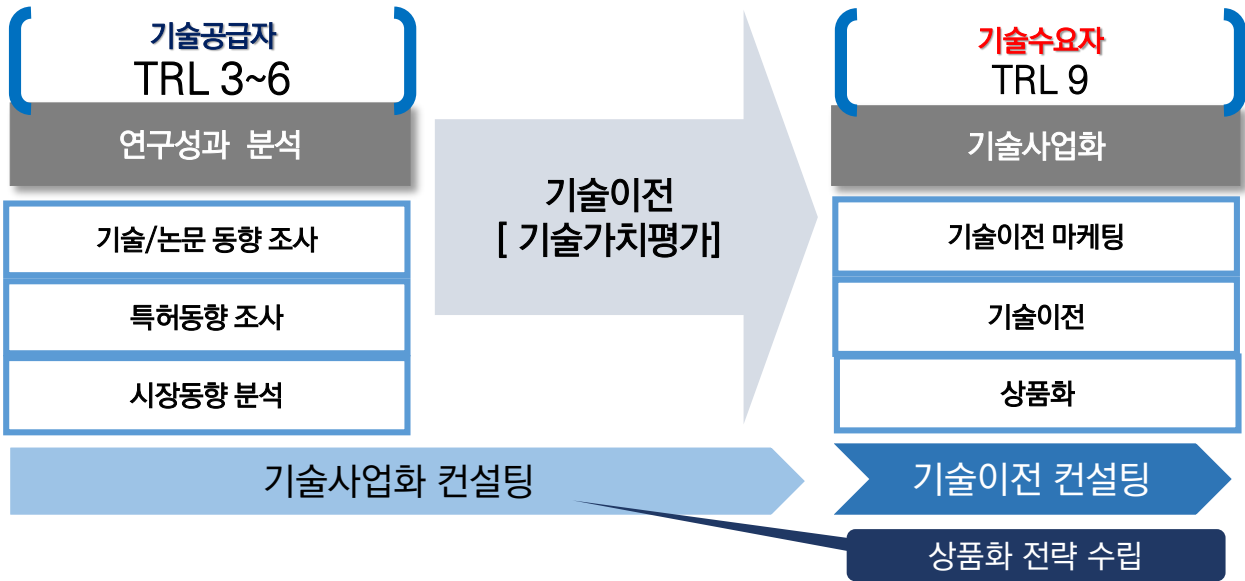 기술공급자
TRL 3~6
연구성과 분석
기술/논문 동향 조사
특허동향 조사
시장동향 분석
기술이전
[ 기술가치평가]
기술수요자
TRL 9
기술사업화
기술이전 마케팅
기술이전
상품화
기술사업화 컨설팅
기술이전 컨설팅
상품화 전략 수립